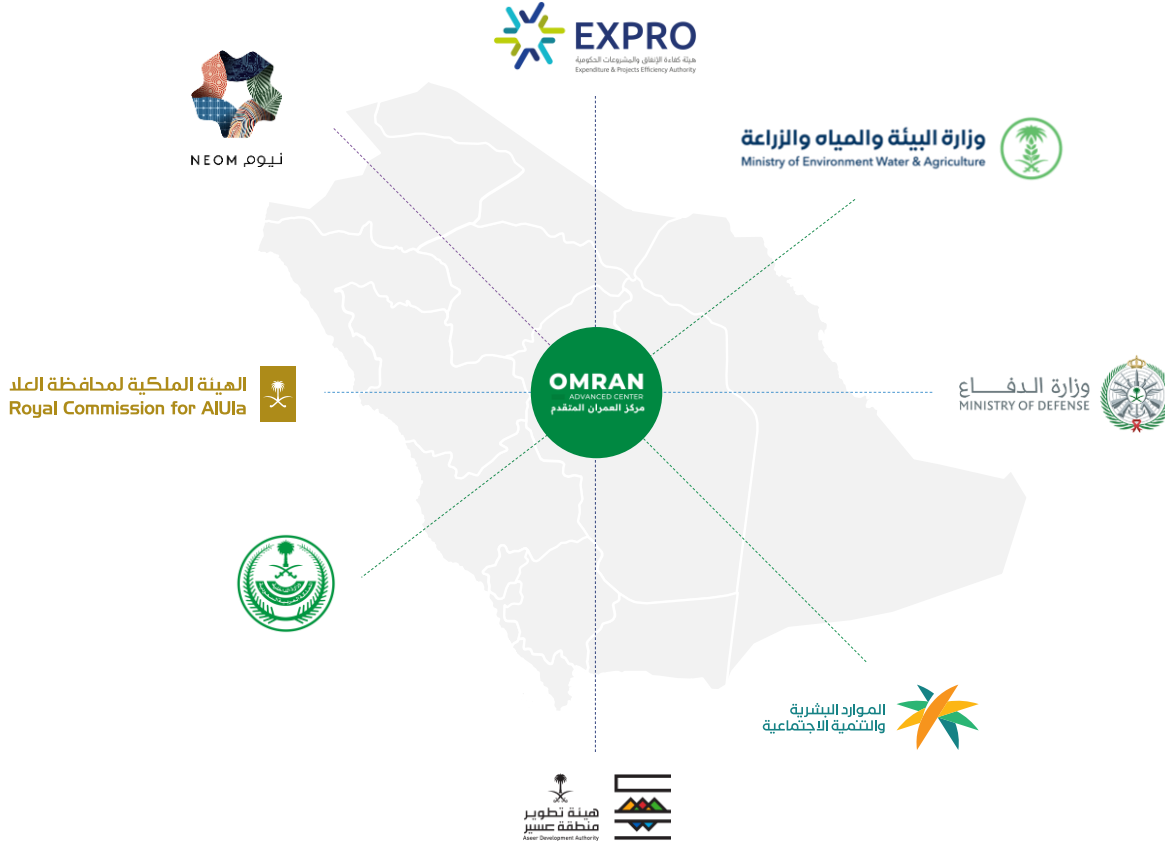 EXPRO
هيئة كفاءة الإنفاق والمشروعات الحكومية
Expenditure & Projects Efficiency Authority
NEOM نيوم
وزارة البيئة والمياه والزراعة
Ministry of Environment Water & Agriculture
الهيئة الملكية لمحافظة العلا
Royal Commission for AlUla
OMRAN
ADVANCED CENTER
مركز العمران المتقدم
وزارة الدفـــاع
MINISTRY OF DEFENSE
الموارد البشرية
والتنمية الاجتماعية
هيئة تطوير
منطقة عسير
Aseer Development Authority